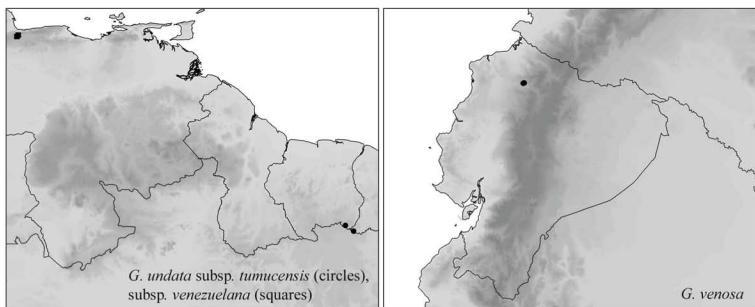 G. undata subsp. tumucensis (circles),
subsp. venezuelana (squares)
G. venosa